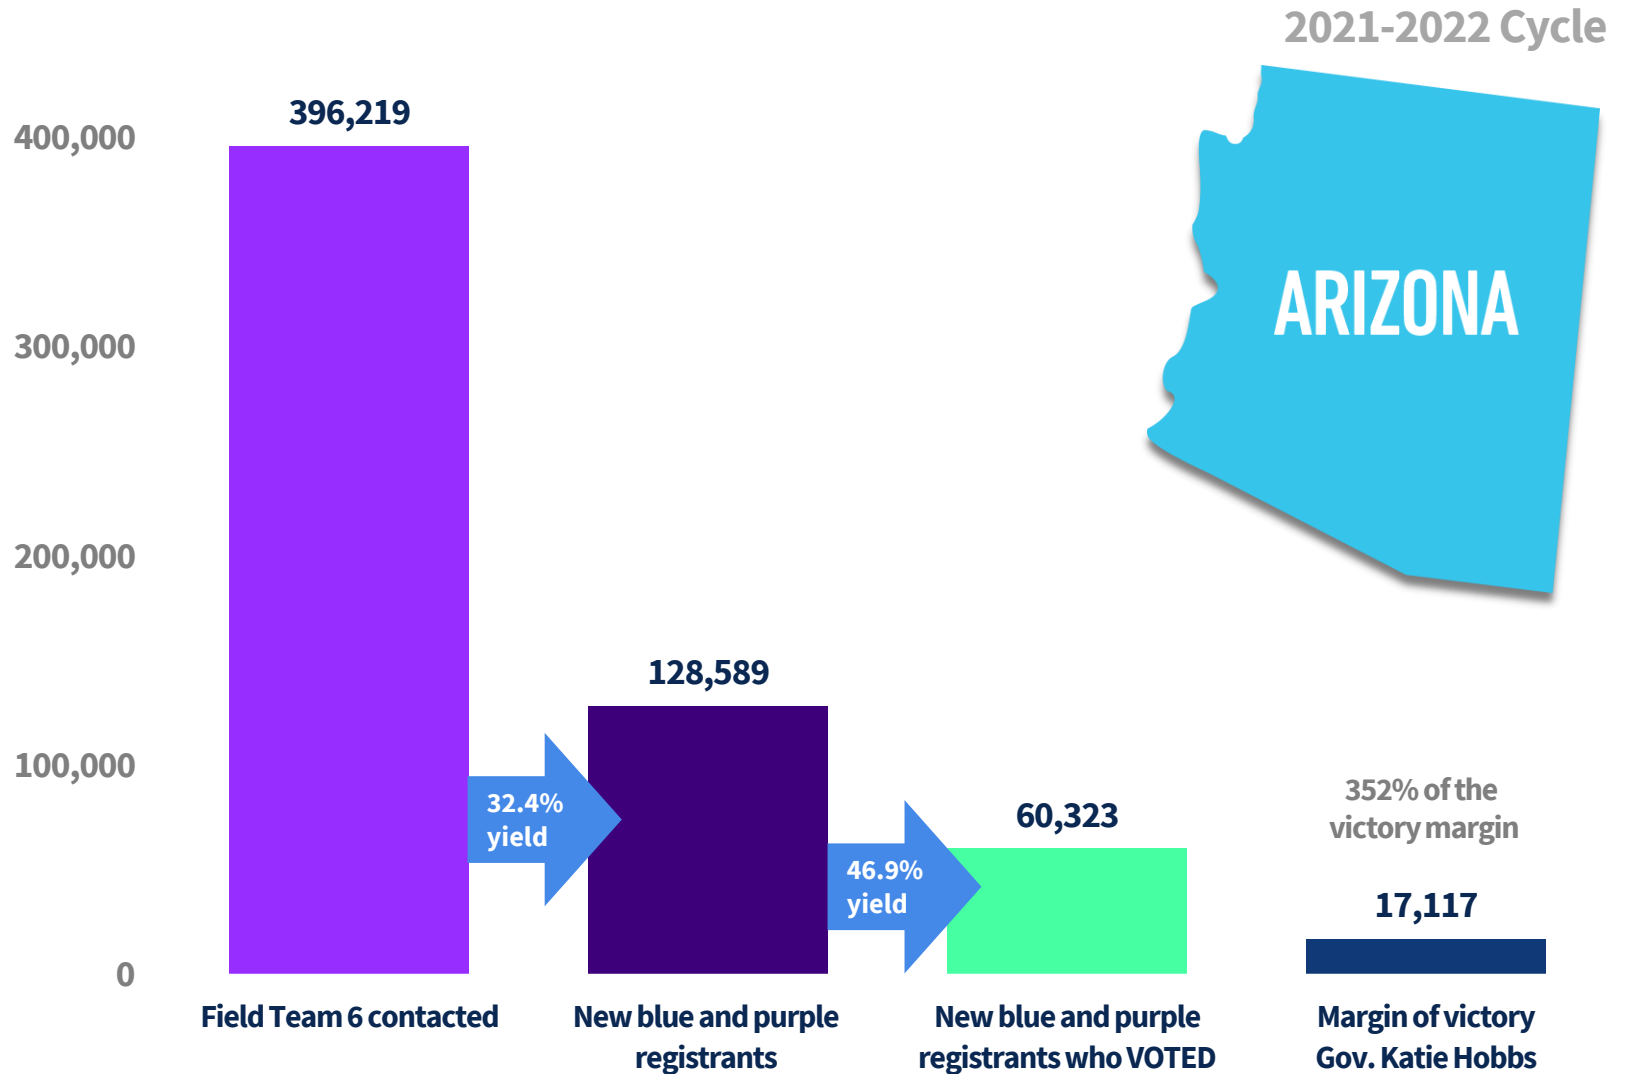 2021-2022 Cycle
ARIZONA
400,000
300,000
200,000
100,000
0
396,219
128,589
60,323
17,117
32.4%
yield
46.9%
yield
352% of the
victory margin
Field Team 6 contacted
New blue and purple
registrants
New blue and purple
registrants who VOTED
Margin of victory
Gov. Katie Hobbs